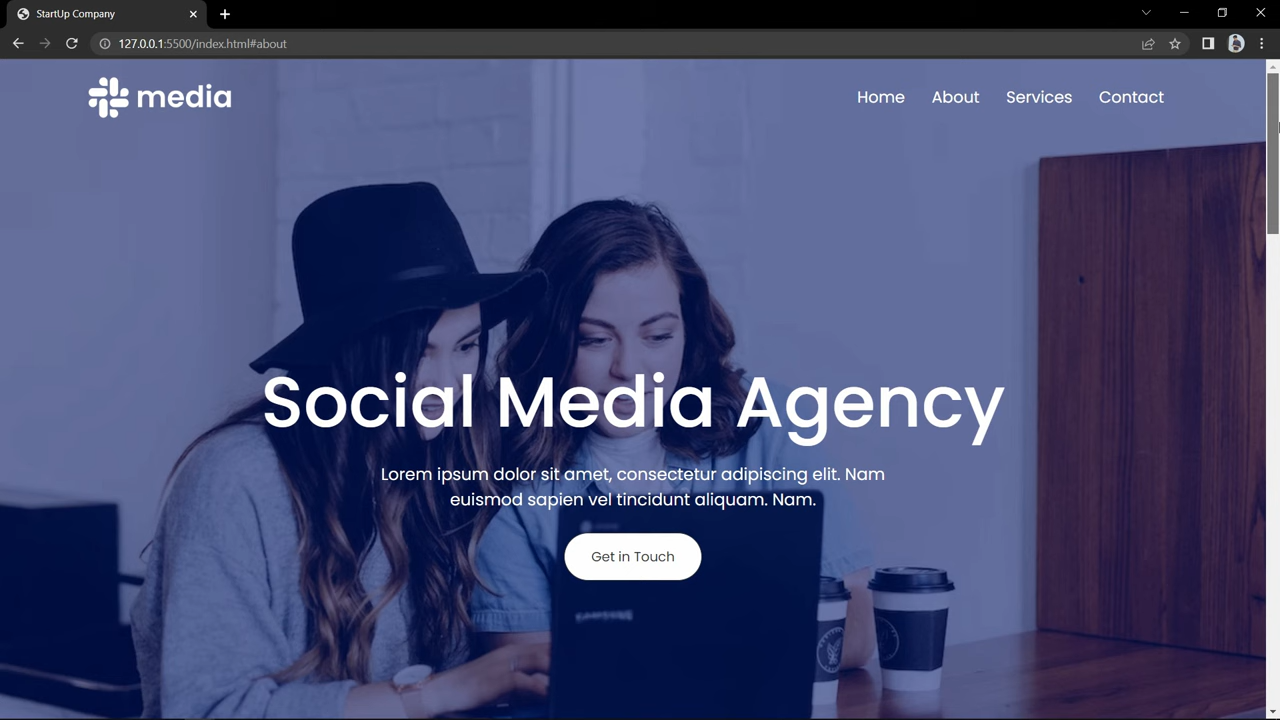 StartUp Company
127.0.0.1:5500/index.html#about
media
Home About Services Contact
Social Media Agency
Lorem ipsum dolor sit amet, consectetur adipiscing elit. Nam
euismod sapien vel tincidunt aliquam. Nam.
Get in Touch
SAMSUNG